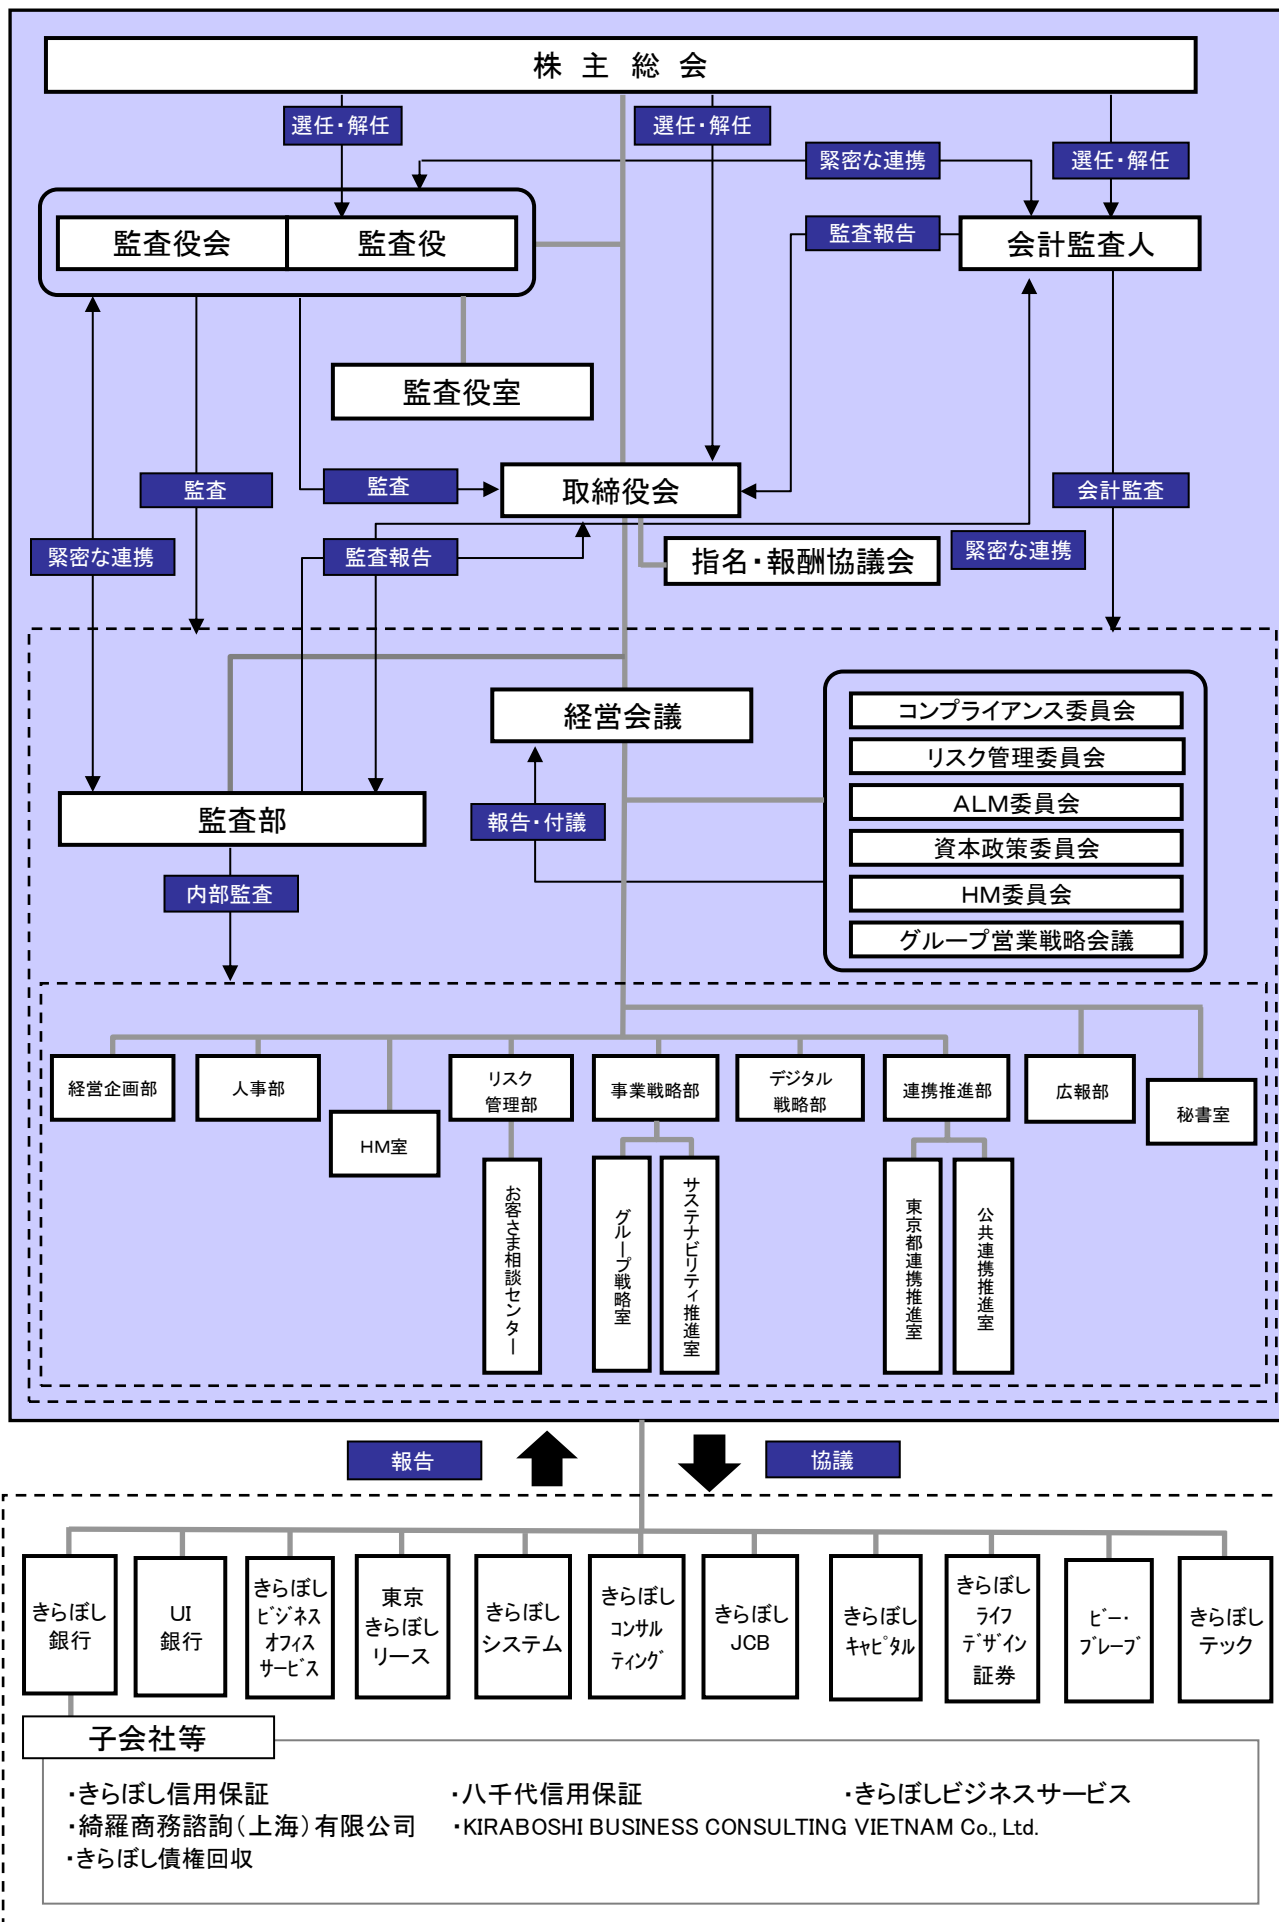 株主総会
選任・解任
選任・解任
緊密な連携
選任・解任
監査役会
監査役
監査報告
会計監査人
監査役室
監査
監査
取締役会
会計監査
緊密な連携
監査報告
指名・報酬協議会
緊密な連携
経営会議
コンプライアンス委員会
リスク管理委員会
ALM委員会
資本政策委員会
HM委員会
グループ営業戦略会議
監査部
報告・付議
内部監査
経営企画部
人事部
HM室
リスク
管理部
事業戦略部
デジタル
戦略部
連携推進部
広報部
秘書室
お客さま相談センター
グループ戦略室
サステナビリティ推進室
東京都連携推進室
公共連携推進室
報告
協議
きらぼし
銀行
UI
銀行
きらぼし
ビジネス
オフィス
サービス
東京
きらぼし
リース
きらぼし
システム
きらぼし
コンサル
ティング
きらぼし
JCB
きらぼし
キャピタル
きらぼし
ライフ
デザイン
証券
ビー・
ブレーブ
きらぼし
テック
子会社等
・きらぼし信用保証
・八千代信用保証
・きらぼしビジネスサービス
・綺羅商務諮詢(上海)有限公司
・KIRABOSHI BUSINESS CONSULTING VIETNAM Co., Ltd.
・きらぼし債権回収